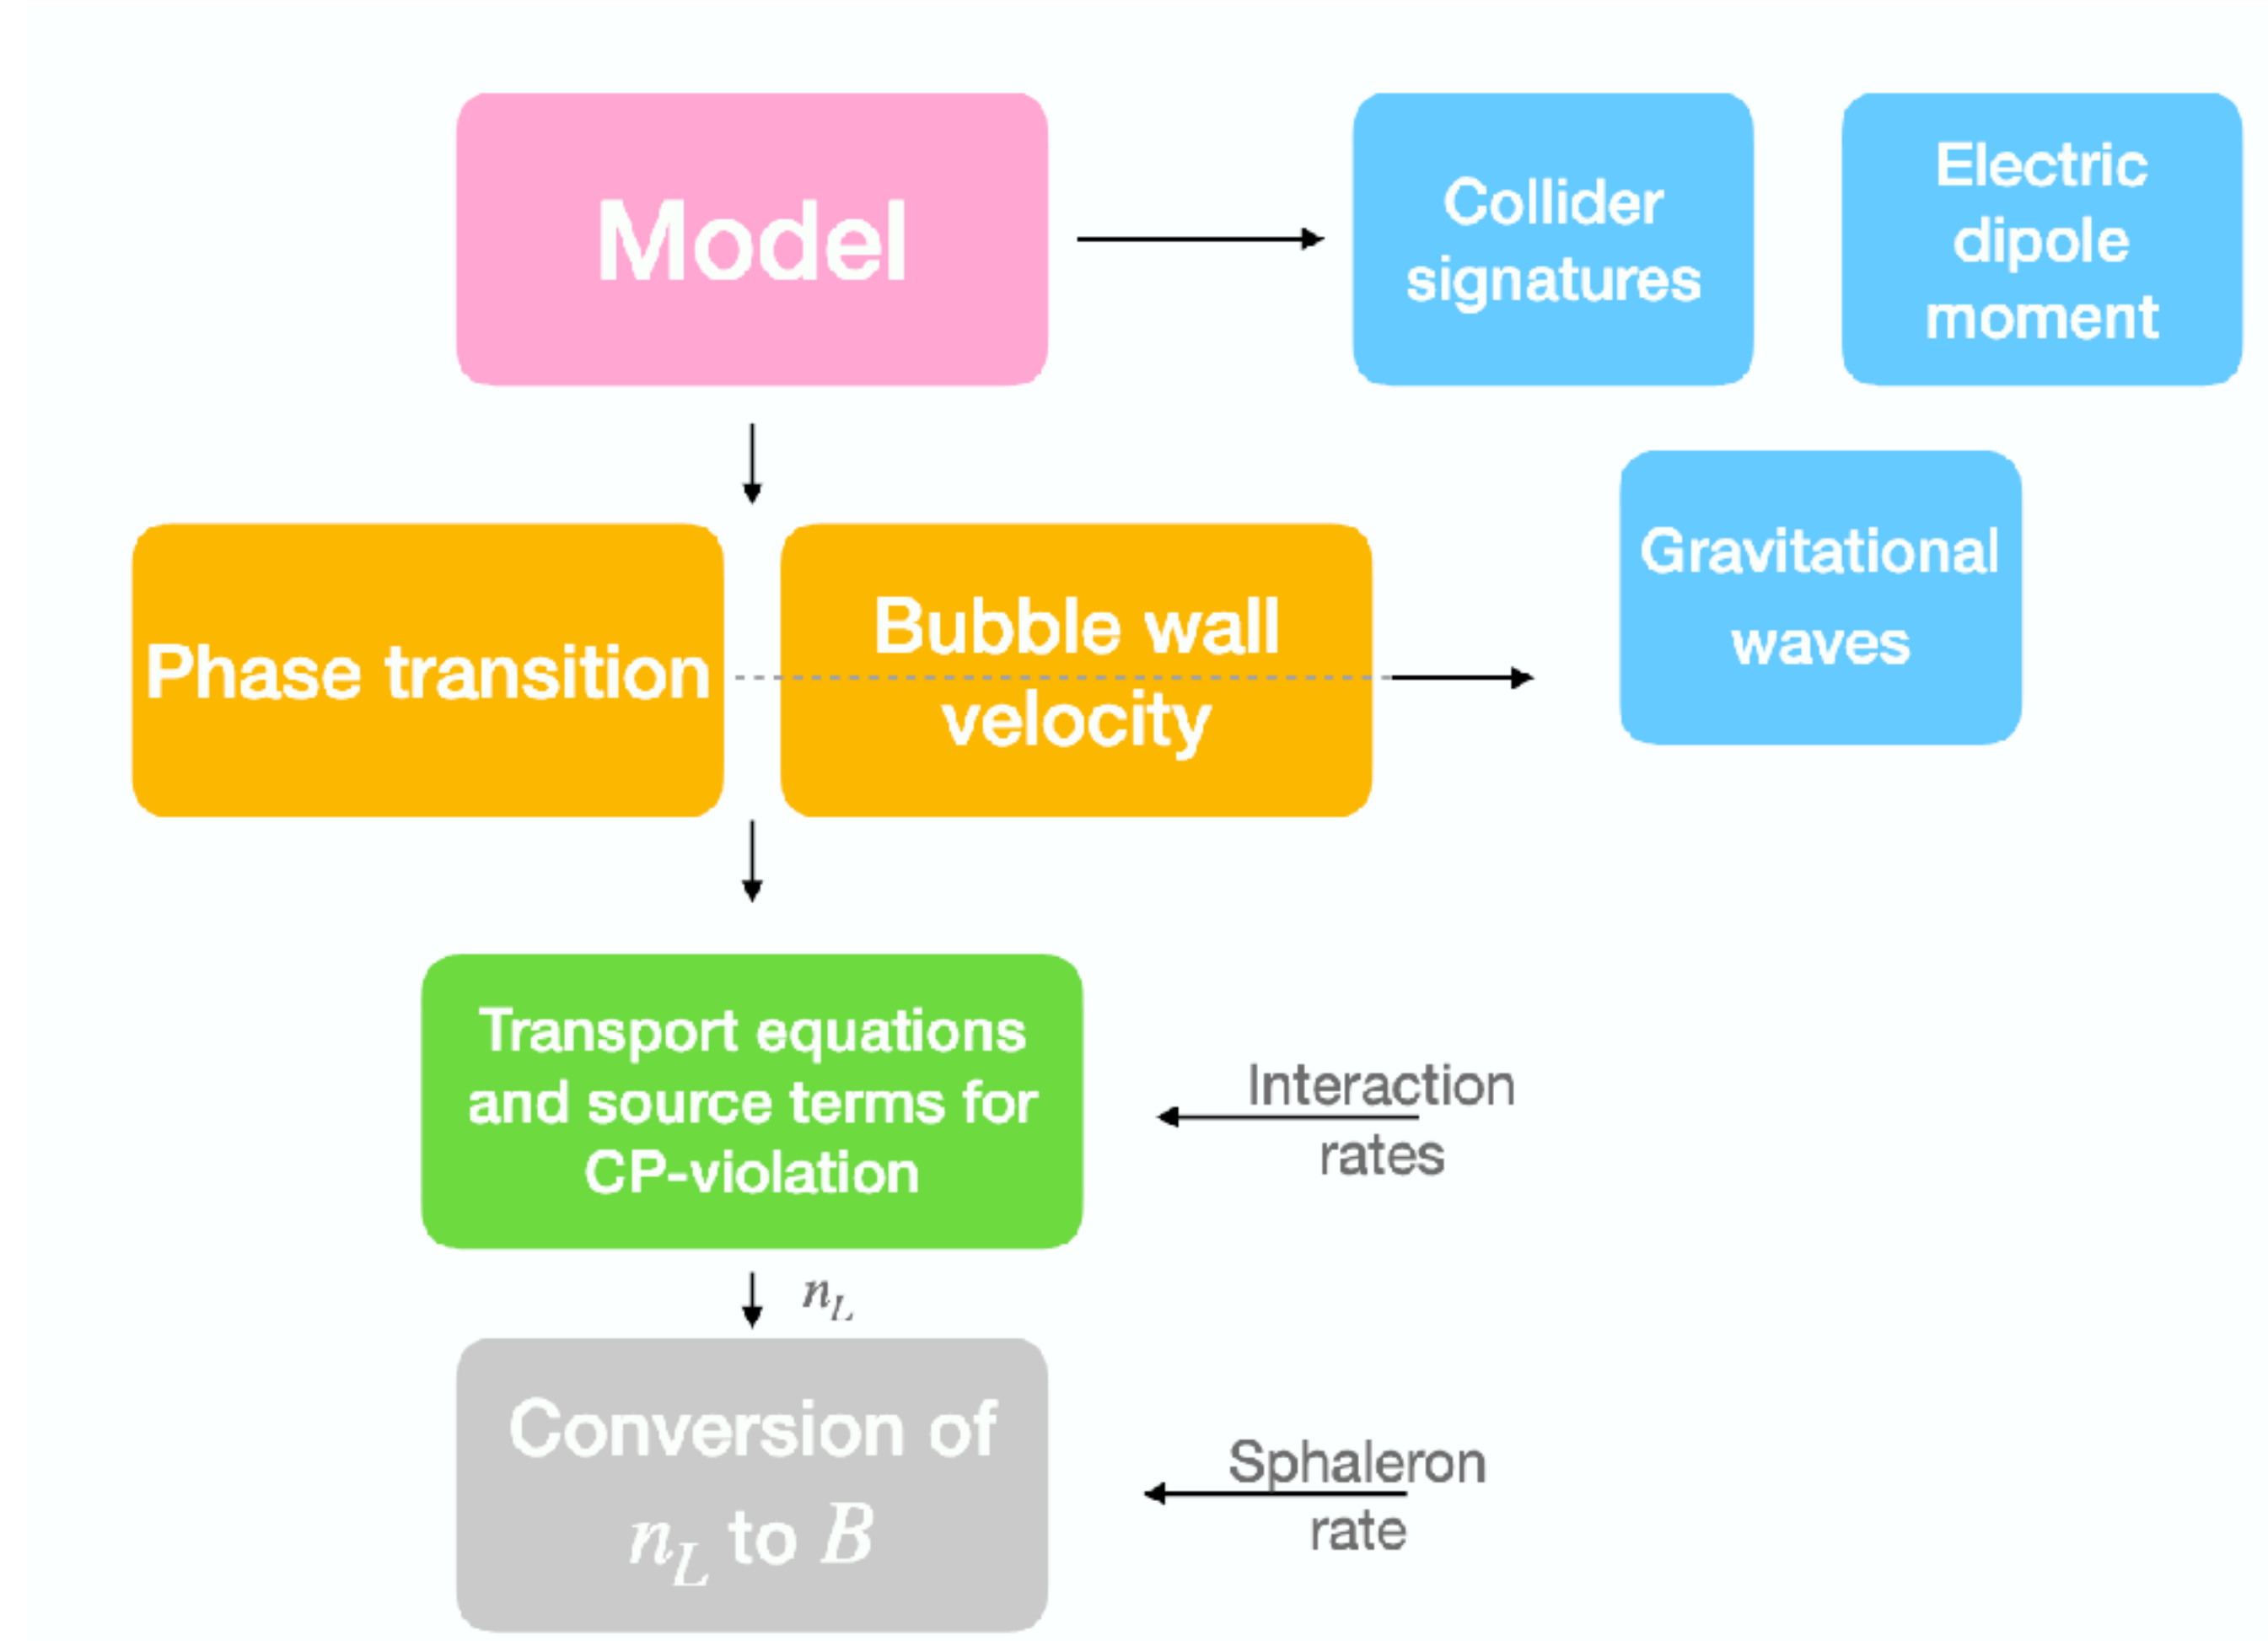 Model
Collider
signatures
Electric
dipole
moment
Phase transition
Bubble wall
velocity
Gravitational
waves
Transport equations
and source terms for
CP-violation
Interaction
rates
n_L
Conversion of
n_L to B
Sphaleron
rate